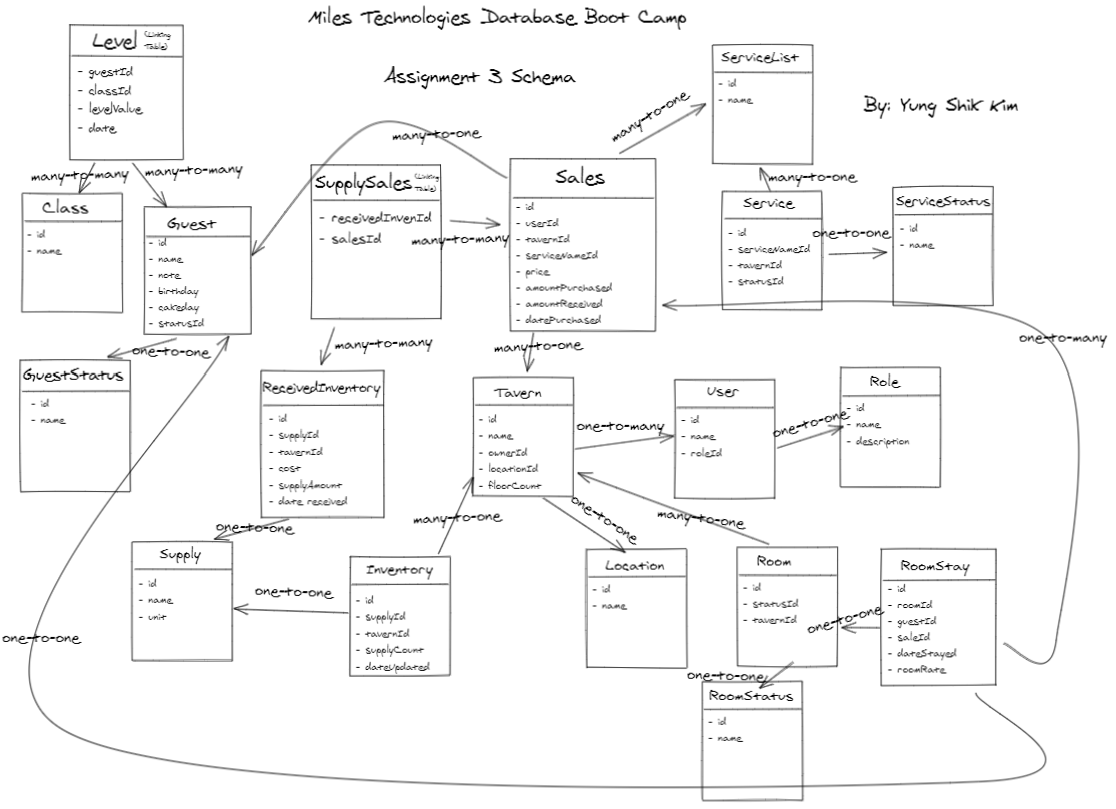 Miles Technologies Database Boot Camp
Assignment 3 Schema
By: Yung Shik Kim
Level (Linking
Table)
- guestId
- classId
- levelValue
- date
many-to-many
many-to-many
Class
- id
- name
Guest
- id
- name
- note
- birthday
- cakeday
- statusId
one-to-one
GuestStatus
- id
- name
many-to-one
SupplySales (Linking
Table)
- receivedInvenId
- salesId
many-to-many
many-to-many
Sales
- id
- userId
- tavernId
- serviceNameId
- price
- amountPurchased
- amountReceived
- datePurchased
many-to-one
many-to-one
ServiceList
- id
- name
many-to-one
Service
- id
- serviceNameId
- tavernId
- statusId
one-to-one
ServiceStatus
- id
- name
one-to-many
ReceivedInventory
- id
- supplyId
- tavernId
- cost
- supplyAmount
- date received
one-to-one
Tavern
- id
- name
- ownerId
- locationId
- floorCount
one-to-many
User
- id
- name
- roleId
one-to-one
Role
- id
- name
- description
many-to-one
one-to-one
many-to-one
Supply
- id
- name
- unit
one-to-one
Inventory
- id
- supplyId
- tavernId
- supplyCount
- dateUpdated
Location
- id
- name
Room
- id
- statusId
- tavernId
one-to-one
RoomStay
- id
- roomId
- guestId
- saleId
- dateStayed
- roomRate
one-to-one
one-to-one
RoomStatus
- id
- name